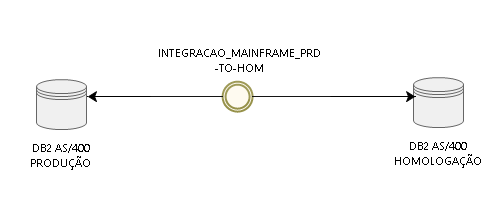 INTEGRACAO_MAINFRAME_PRD
-TO-HOM
DB2 AS/400
PRODUÇÃO
DB2 AS/400
HOMOLOGAÇÃO